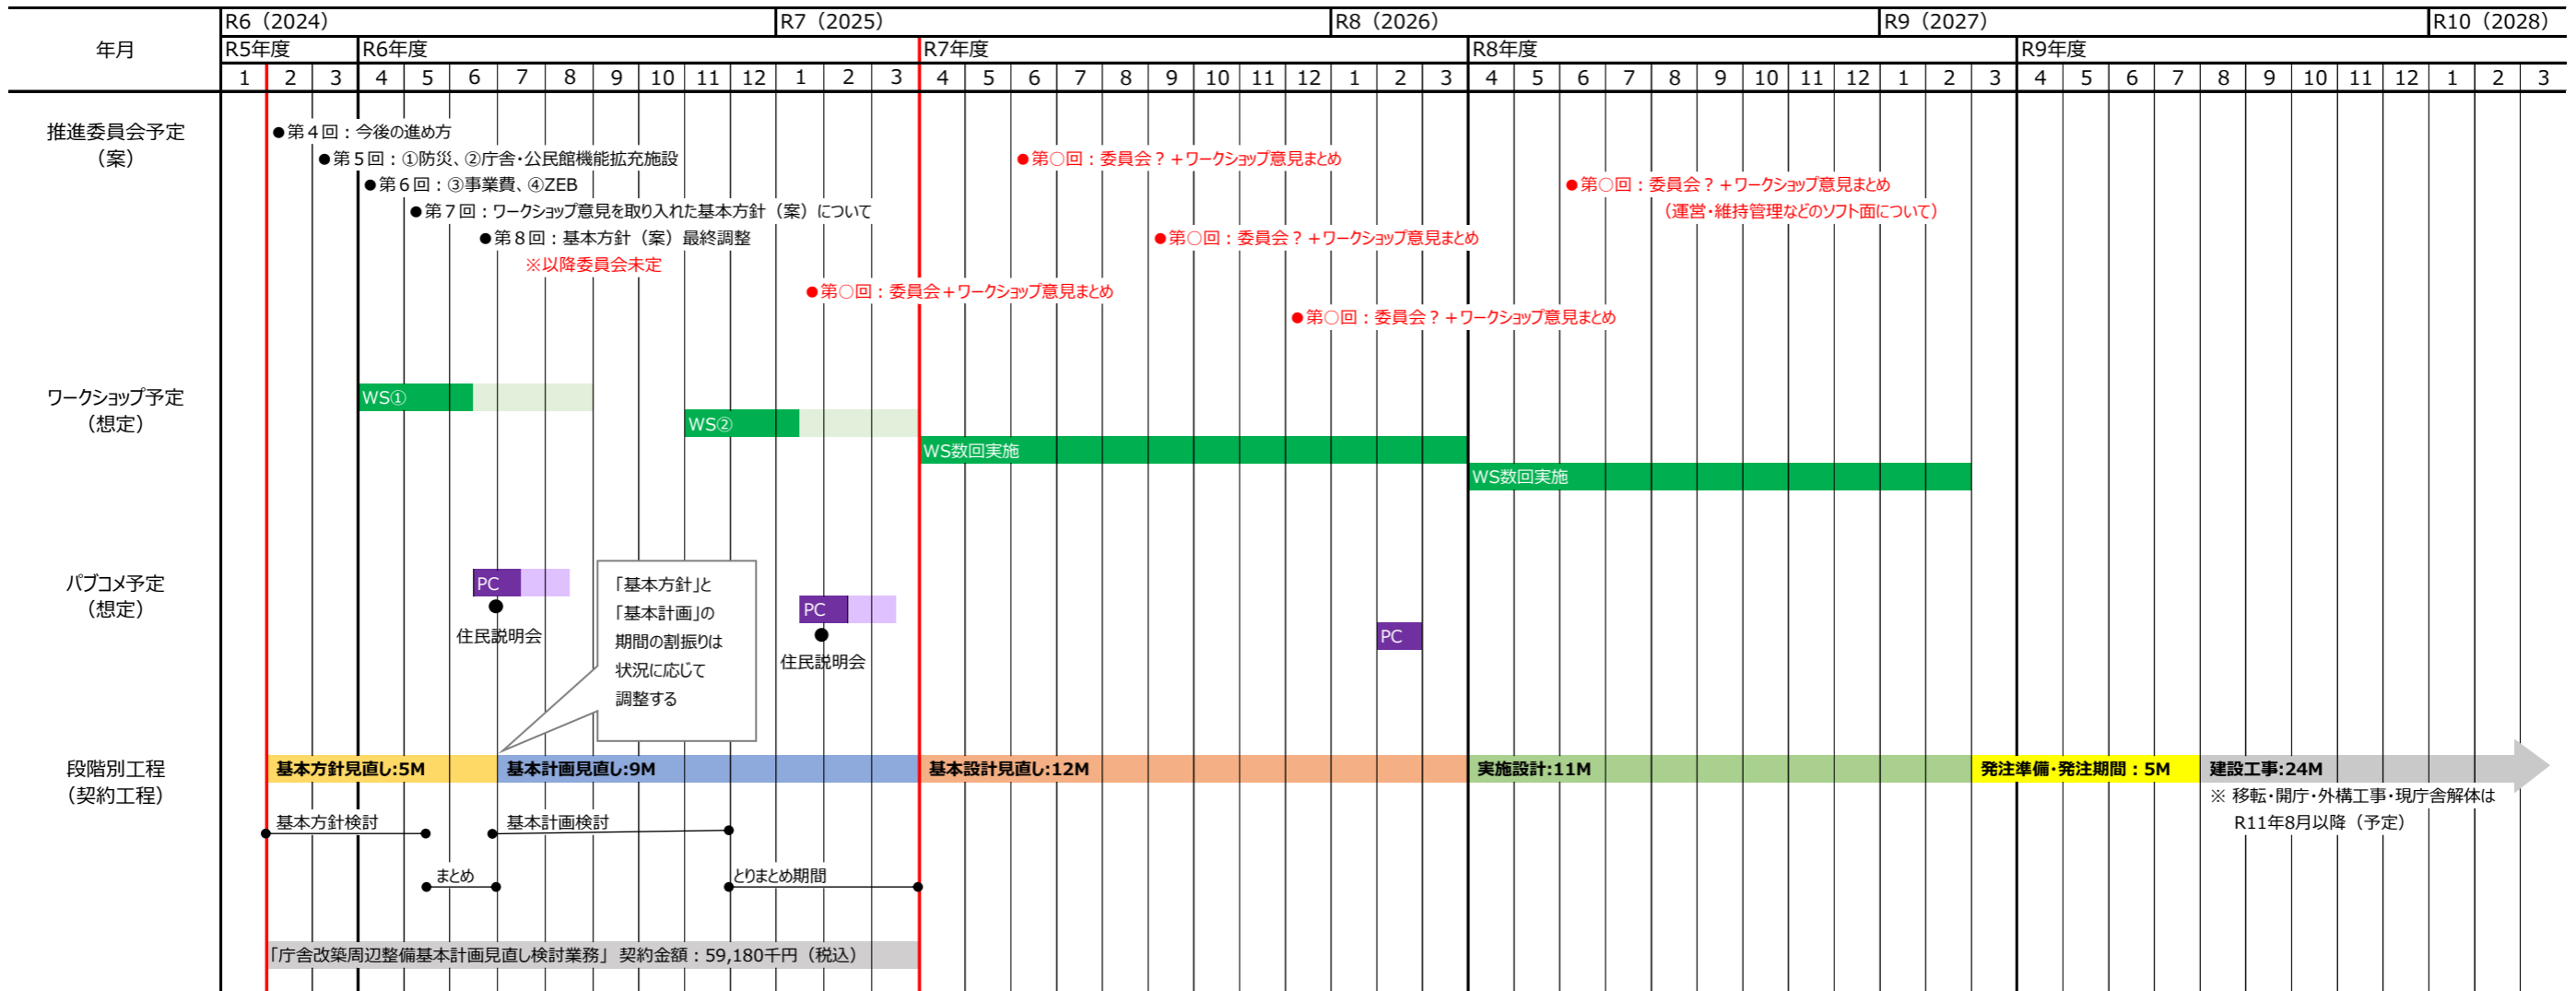 R6（2024） R7（2025） R8（2026） R9（2027） R10（2028）
年月
R5年度 R6年度 R7年度 R8年度 R9年度
1 2 3 4 5 6 7 8 9 10 11 12 1 2 3 4 5 6 7 8 9 10 11 12 1 2 3 4 5 6 7 8 9 10 11 12 1 2 3 4 5 6 7 8 9 10 11 12 1 2 3
推進委員会予定
（案）
●第４回：今後の進め方
●第５回：①防災、②庁舎・公民館機能拡充施設
●第６回：③事業費、④ZEB
●第７回：ワークショップ意見を取り入れた基本方針（案）について
●第８回：基本方針（案）最終調整
※以降委員会未定
●第○回：委員会＋ワークショップ意見まとめ
●第○回：委員会？＋ワークショップ意見まとめ
●第○回：委員会？＋ワークショップ意見まとめ
●第○回：委員会？＋ワークショップ意見まとめ
●第○回：委員会？＋ワークショップ意見まとめ
（運営・維持管理などのソフト面について）
ワークショップ予定
（想定）
WS①
WS②
WS数回実施
WS数回実施
パブコメ予定
（想定）
PC
住民説明会
PC
住民説明会
PC
「基本方針」と
「基本計画」の
期間の割振りは
状況に応じて
調整する
段階別工程
（契約工程）
基本方針見直し:5M 基本計画見直し:9M 基本設計見直し:12M 実施設計:11M 発注準備・発注期間：5M 建設工事:24M
※ 移転・開庁・外構工事・現庁舎解体は
R11年8月以降（予定）
基本方針検討 基本計画検討
まとめ とりまとめ期間
「庁舎改築周辺整備基本計画見直し検討業務」 契約金額：59,180千円（税込）